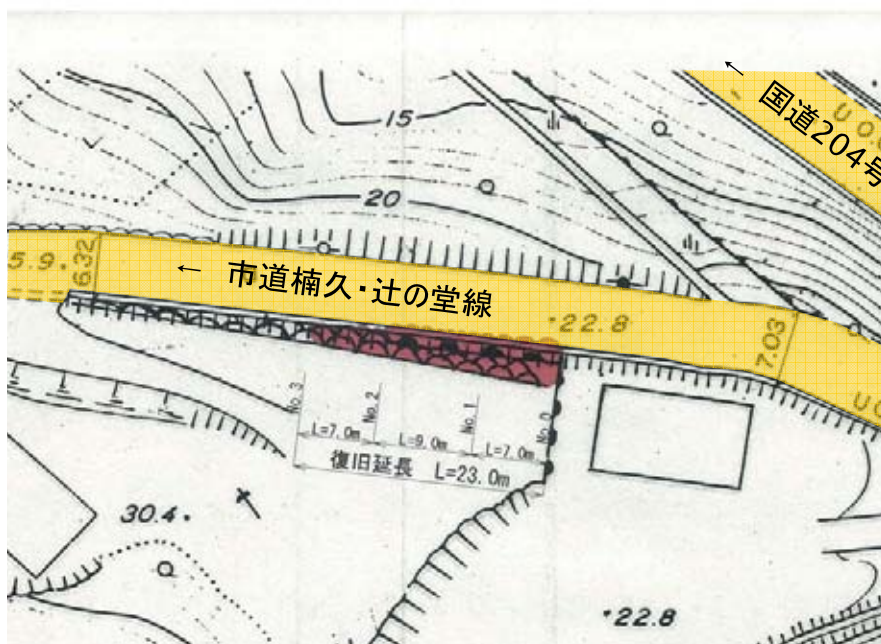 ←
国道204号
15
20
5.9.
6.32
← 市道楠久・辻の堂線
22.8
7.03
No.3
No.2
No.1
No.0
L=7.0m
L=9.0m
L=7.0m
復旧延長 L=23.0m
30.4
22.8